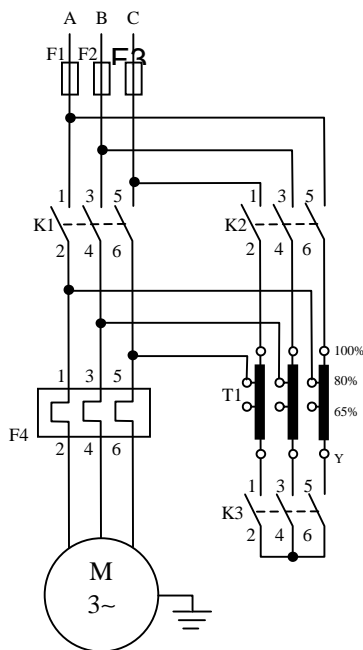 A B C
F1 F2 F3
1 3 5 1 3 5
K1 K2
2 4 6 2 4 6
100%
1 3 5 80%
T1 65%
F4
2 4 6 Y
1 3 5
K3
2 4 6
M
3~